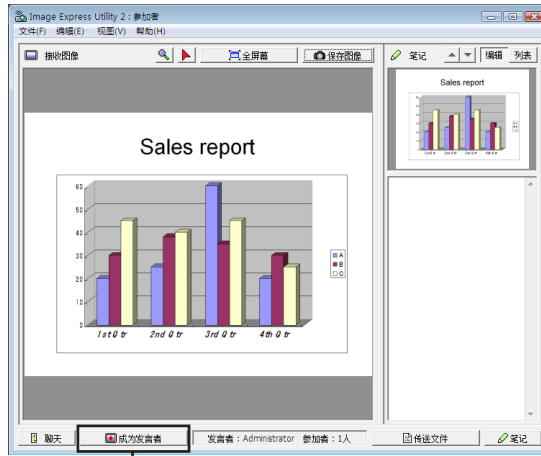 Image Express Utility 2 : 参加者
文件(F) 编辑(E) 视图(V) 帮助(H)
接收图像 全屏幕 保存图像 笔记 编辑 列表
Sales report
Sales report
60
50
40
30
20
10
0
1st Q tr 2nd Q tr 3rd Q tr 4th Q tr
A
B
C
聊天 成为发言者 发言者：Administrator 参加者：1人 传送文件 笔记